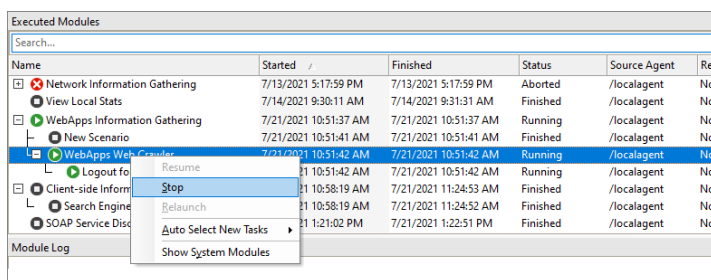 Executed Modules
Search...
Name Started Finished Status Source Agent Re
Network Information Gathering 7/13/2021 5:17:59 PM 7/13/2021 5:17:59 PM Aborted /localagent No
View Local Stats 7/14/2021 9:30:11 AM 7/14/2021 9:31:31 AM Finished /localagent No
WebApps Information Gathering 7/21/2021 10:51:37 AM 7/21/2021 10:51:37 AM Running /localagent No
New Scenario 7/21/2021 10:51:41 AM 7/21/2021 10:51:41 AM Finished /localagent No
WebApps Web Crawler 7/21/2021 10:51:42 AM 7/21/2021 10:51:42 AM Running /localagent No
Logout fo 21 10:51:42 AM 7/21/2021 10:51:42 AM Running /localagent No
Resume
Client-side Inform 21 10:58:19 AM 7/21/2021 11:24:53 AM Finished /localagent No
Stop
Search Engine 21 10:58:19 AM 7/21/2021 11:24:52 AM Finished /localagent No
Relaunch
SOAP Service Disc 21 1:21:02 PM 7/21/2021 1:22:51 PM Finished /localagent No
Auto Select New Tasks
Module Log
Show System Modules